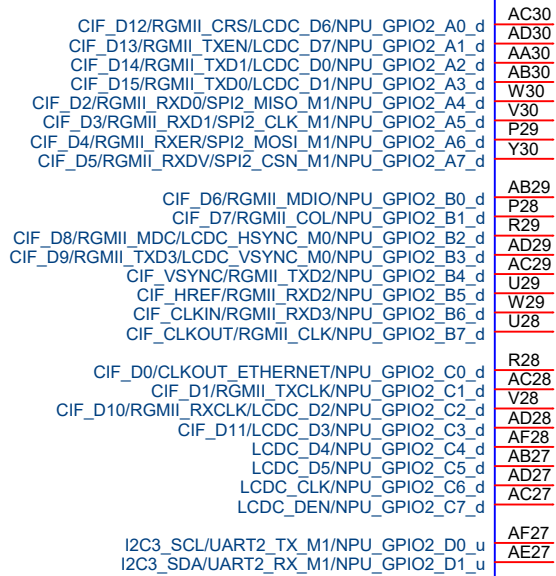 CIF_D12/RGMII_CRS/LCDC_D6/NPU_GPIO2_A0_d AC30
CIF_D13/RGMII_TXEN/LCDC_D7/NPU_GPIO2_A1_d AD30
CIF_D14/RGMII_TXD1/LCDC_D0/NPU_GPIO2_A2_d AA30
CIF_D15/RGMII_TXD0/LCDC_D1/NPU_GPIO2_A3_d AB30
CIF_D2/RGMII_RXD0/SPI2_MISO_M1/NPU_GPIO2_A4_d W30
CIF_D3/RGMII_RXD1/SPI2_CLK_M1/NPU_GPIO2_A5_d V30
CIF_D4/RGMII_RXER/SPI2_MOSI_M1/NPU_GPIO2_A6_d P29
CIF_D5/RGMII_RXDV/SPI2_CSN_M1/NPU_GPIO2_A7_d Y30
CIF_D6/RGMII_MDIO/NPU_GPIO2_B0_d AB29
CIF_D7/RGMII_COL/NPU_GPIO2_B1_d P28
CIF_D8/RGMII_MDC/LCDC_HSYNC_M0/NPU_GPIO2_B2_d R29
CIF_D9/RGMII_TXD3/LCDC_VSYNC_M0/NPU_GPIO2_B3_d AD29
CIF_VSYNC/RGMII_TXD2/NPU_GPIO2_B4_d AC29
CIF_HREF/RGMII_RXD2/NPU_GPIO2_B5_d U29
CIF_CLKIN/RGMII_RXD3/NPU_GPIO2_B6_d W29
CIF_CLKOUT/RGMII_CLK/NPU_GPIO2_B7_d U28
CIF_D0/CLKOUT_ETHERNET/NPU_GPIO2_C0_d R28
CIF_D1/RGMII_TXCLK/NPU_GPIO2_C1_d AC28
CIF_D10/RGMII_RXCLK/LCDC_D2/NPU_GPIO2_C2_d V28
CIF_D11/LCDC_D3/NPU_GPIO2_C3_d AD28
LCDC_D4/NPU_GPIO2_C4_d AF28
LCDC_D5/NPU_GPIO2_C5_d AB27
LCDC_CLK/NPU_GPIO2_C6_d AD27
LCDC_DEN/NPU_GPIO2_C7_d AC27
I2C3_SCL/UART2_TX_M1/NPU_GPIO2_D0_u AF27
I2C3_SDA/UART2_RX_M1/NPU_GPIO2_D1_u AE27